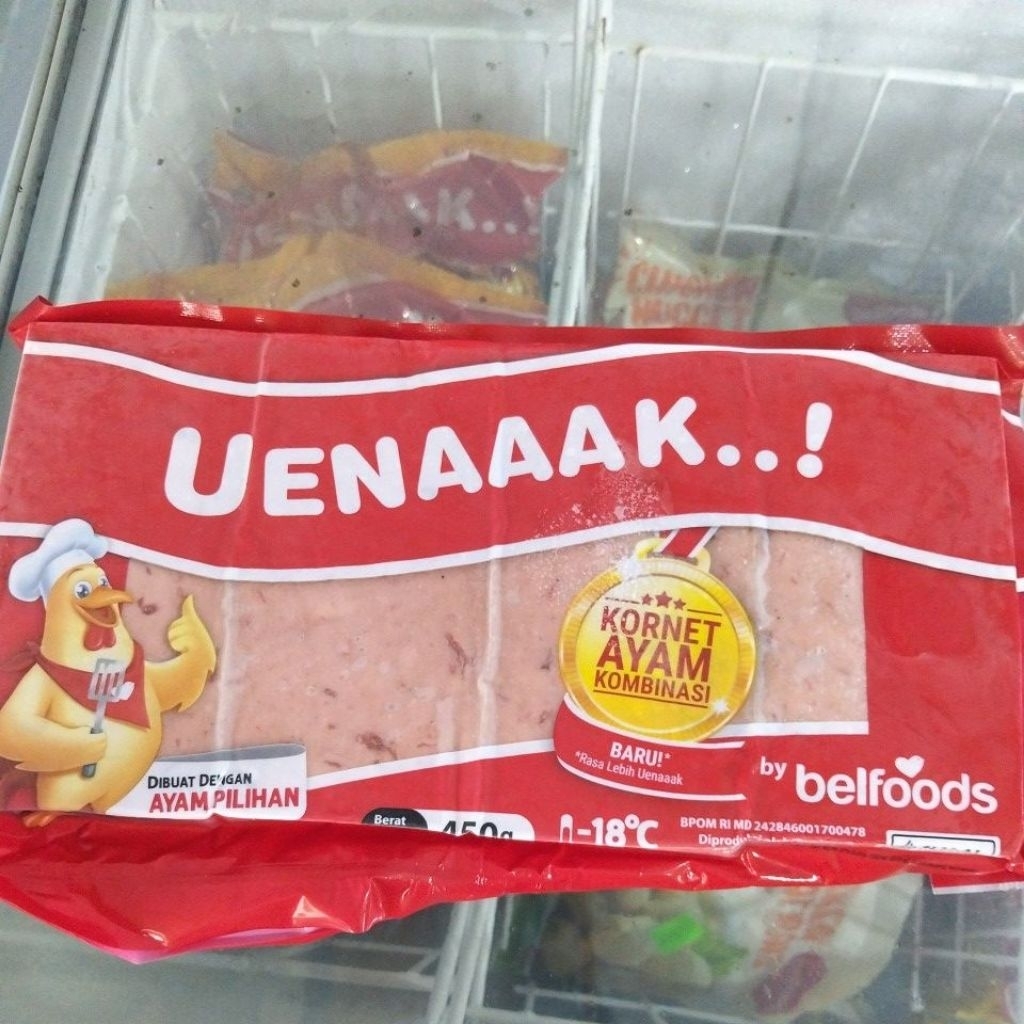 UENAAAK..!
KORNET
AYAM
KOMBINASI
BARU!*
*Rasa Lebih Uenaaak
DIBUAT DENGAN
AYAM PILIHAN
by belfoods
Berat
450g
-18°C
BPOM RI MD 242846001700478